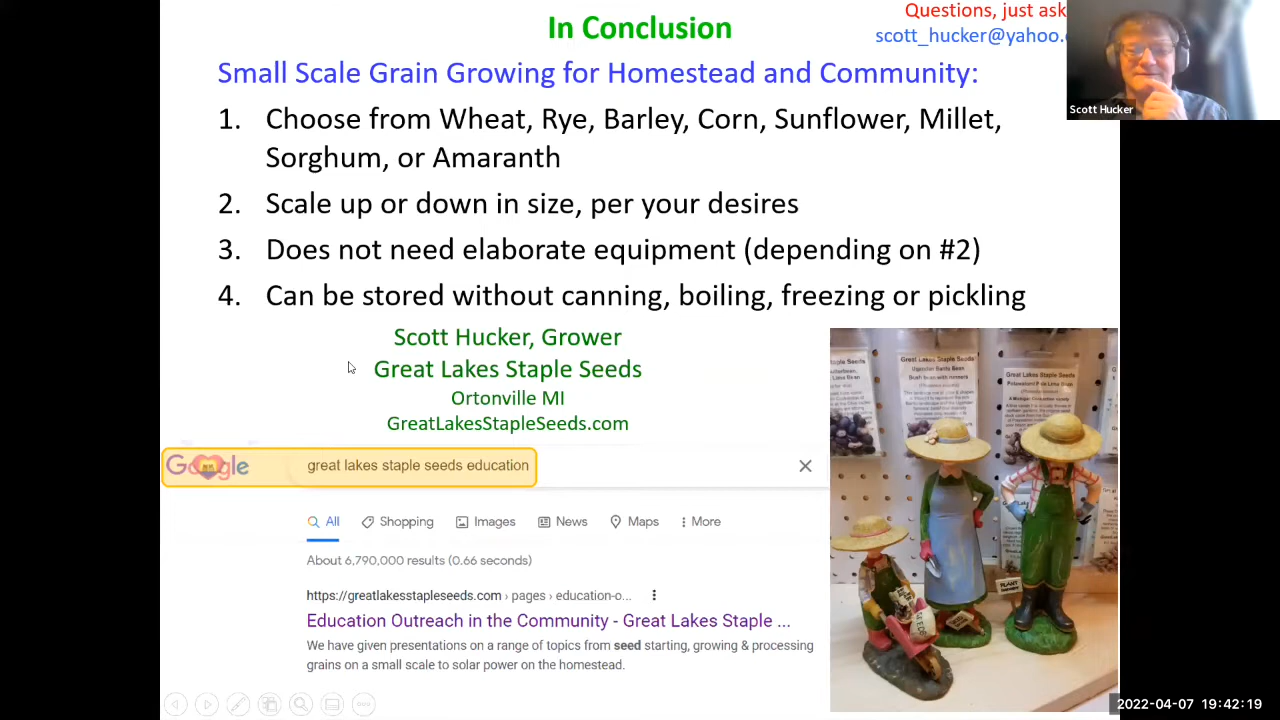 In Conclusion
Questions, just ask
scott_hucker@yahoo.
Scott Hucker
Small Scale Grain Growing for Homestead and Community:
1. Choose from Wheat, Rye, Barley, Corn, Sunflower, Millet,
Sorghum, or Amaranth
2. Scale up or down in size, per your desires
3. Does not need elaborate equipment (depending on #2)
4. Can be stored without canning, boiling, freezing or pickling
Scott Hucker, Grower
Great Lakes Staple Seeds
Ortonville MI
GreatLakesStapleSeeds.com
Google great lakes staple seeds education
All Shopping Images News Maps More
About 6,790,000 results (0.66 seconds)
https://greatlakesstapleseeds.com › pages › education-o...
Education Outreach in the Community - Great Lakes Staple ...
We have given presentations on a range of topics from seed starting, growing & processing
grains on a small scale to solar power on the homestead.
Staple Seeds
Great Lakes Staple Seeds
Bush bean with runners
Great Lakes Staple Seeds
PLANT
2022-04-07 19:42:19